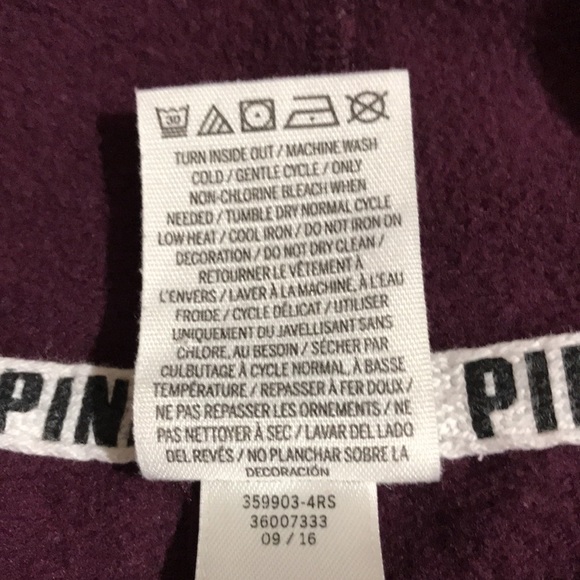 30
TURN INSIDE OUT / MACHINE WASH
COLD / GENTLE CYCLE / ONLY
NON-CHLORINE BLEACH WHEN
NEEDED / TUMBLE DRY NORMAL CYCLE
LOW HEAT / COOL IRON / DO NOT IRON ON
DECORATION / DO NOT DRY CLEAN /
RETOURNER LE VÊTEMENT À
L'ENVERS / LAVER À LA MACHINE, À L'EAU
FROIDE / CYCLE DÉLICAT / UTILISER
UNIQUEMENT DU JAVELLISANT SANS
CHLORE, AU BESOIN / SÉCHER PAR
CULBUTAGE À CYCLE NORMAL, À BASSE
TEMPÉRATURE / REPASSER À FER DOUX /
NE PAS REPASSER LES ORNEMENTS / NE
PAS NETTOYER À SEC / LAVAR DEL LADO
DEL REVÉS / NO PLANCHAR SOBRE LA
DECORACIÓN
PIN
PI
359903-4RS
36007333
09 / 16